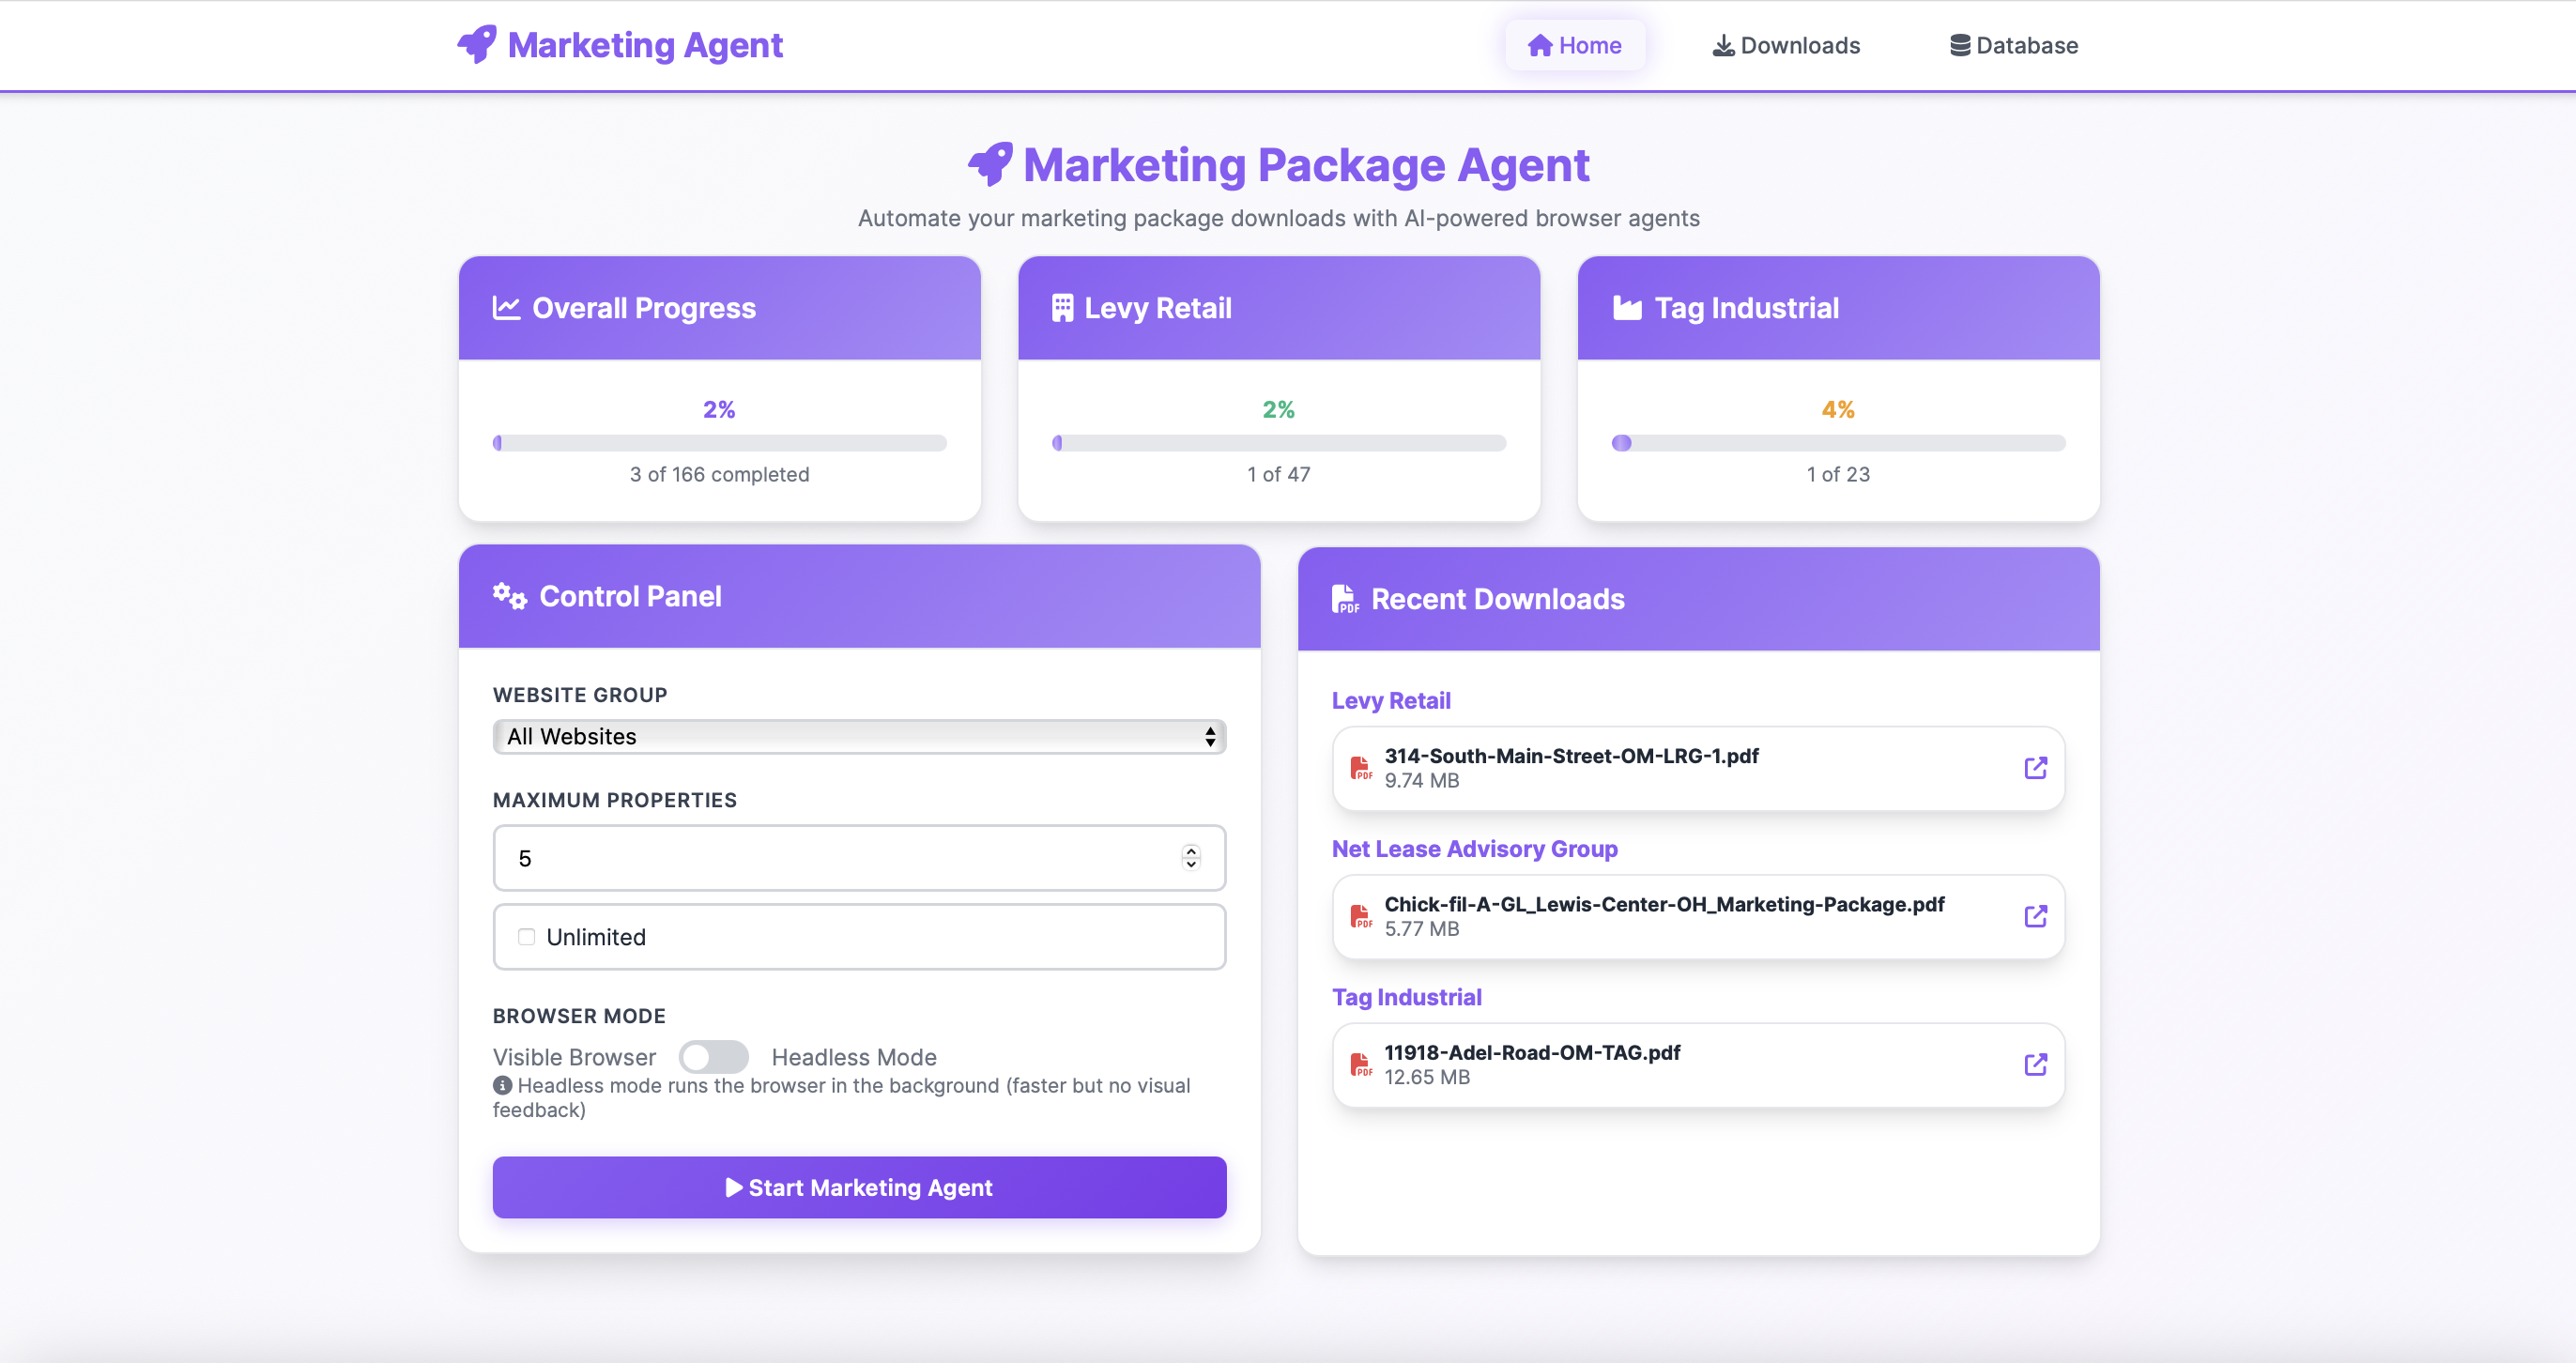 Marketing Agent
Home
Downloads
Database
Marketing Package Agent
Automate your marketing package downloads with AI-powered browser agents
Overall Progress
2%
3 of 166 completed
Levy Retail
2%
1 of 47
Tag Industrial
4%
1 of 23
Control Panel
WEBSITE GROUP
All Websites
MAXIMUM PROPERTIES
5
Unlimited
BROWSER MODE
Visible Browser
Headless Mode
Headless mode runs the browser in the background (faster but no visual
feedback)
Start Marketing Agent
PDF
Recent Downloads
Levy Retail
PDF
314-South-Main-Street-OM-LRG-1.pdf
9.74 MB
Net Lease Advisory Group
PDF
Chick-fil-A-GL_Lewis-Center-OH_Marketing-Package.pdf
5.77 MB
Tag Industrial
PDF
11918-Adel-Road-OM-TAG.pdf
12.65 MB